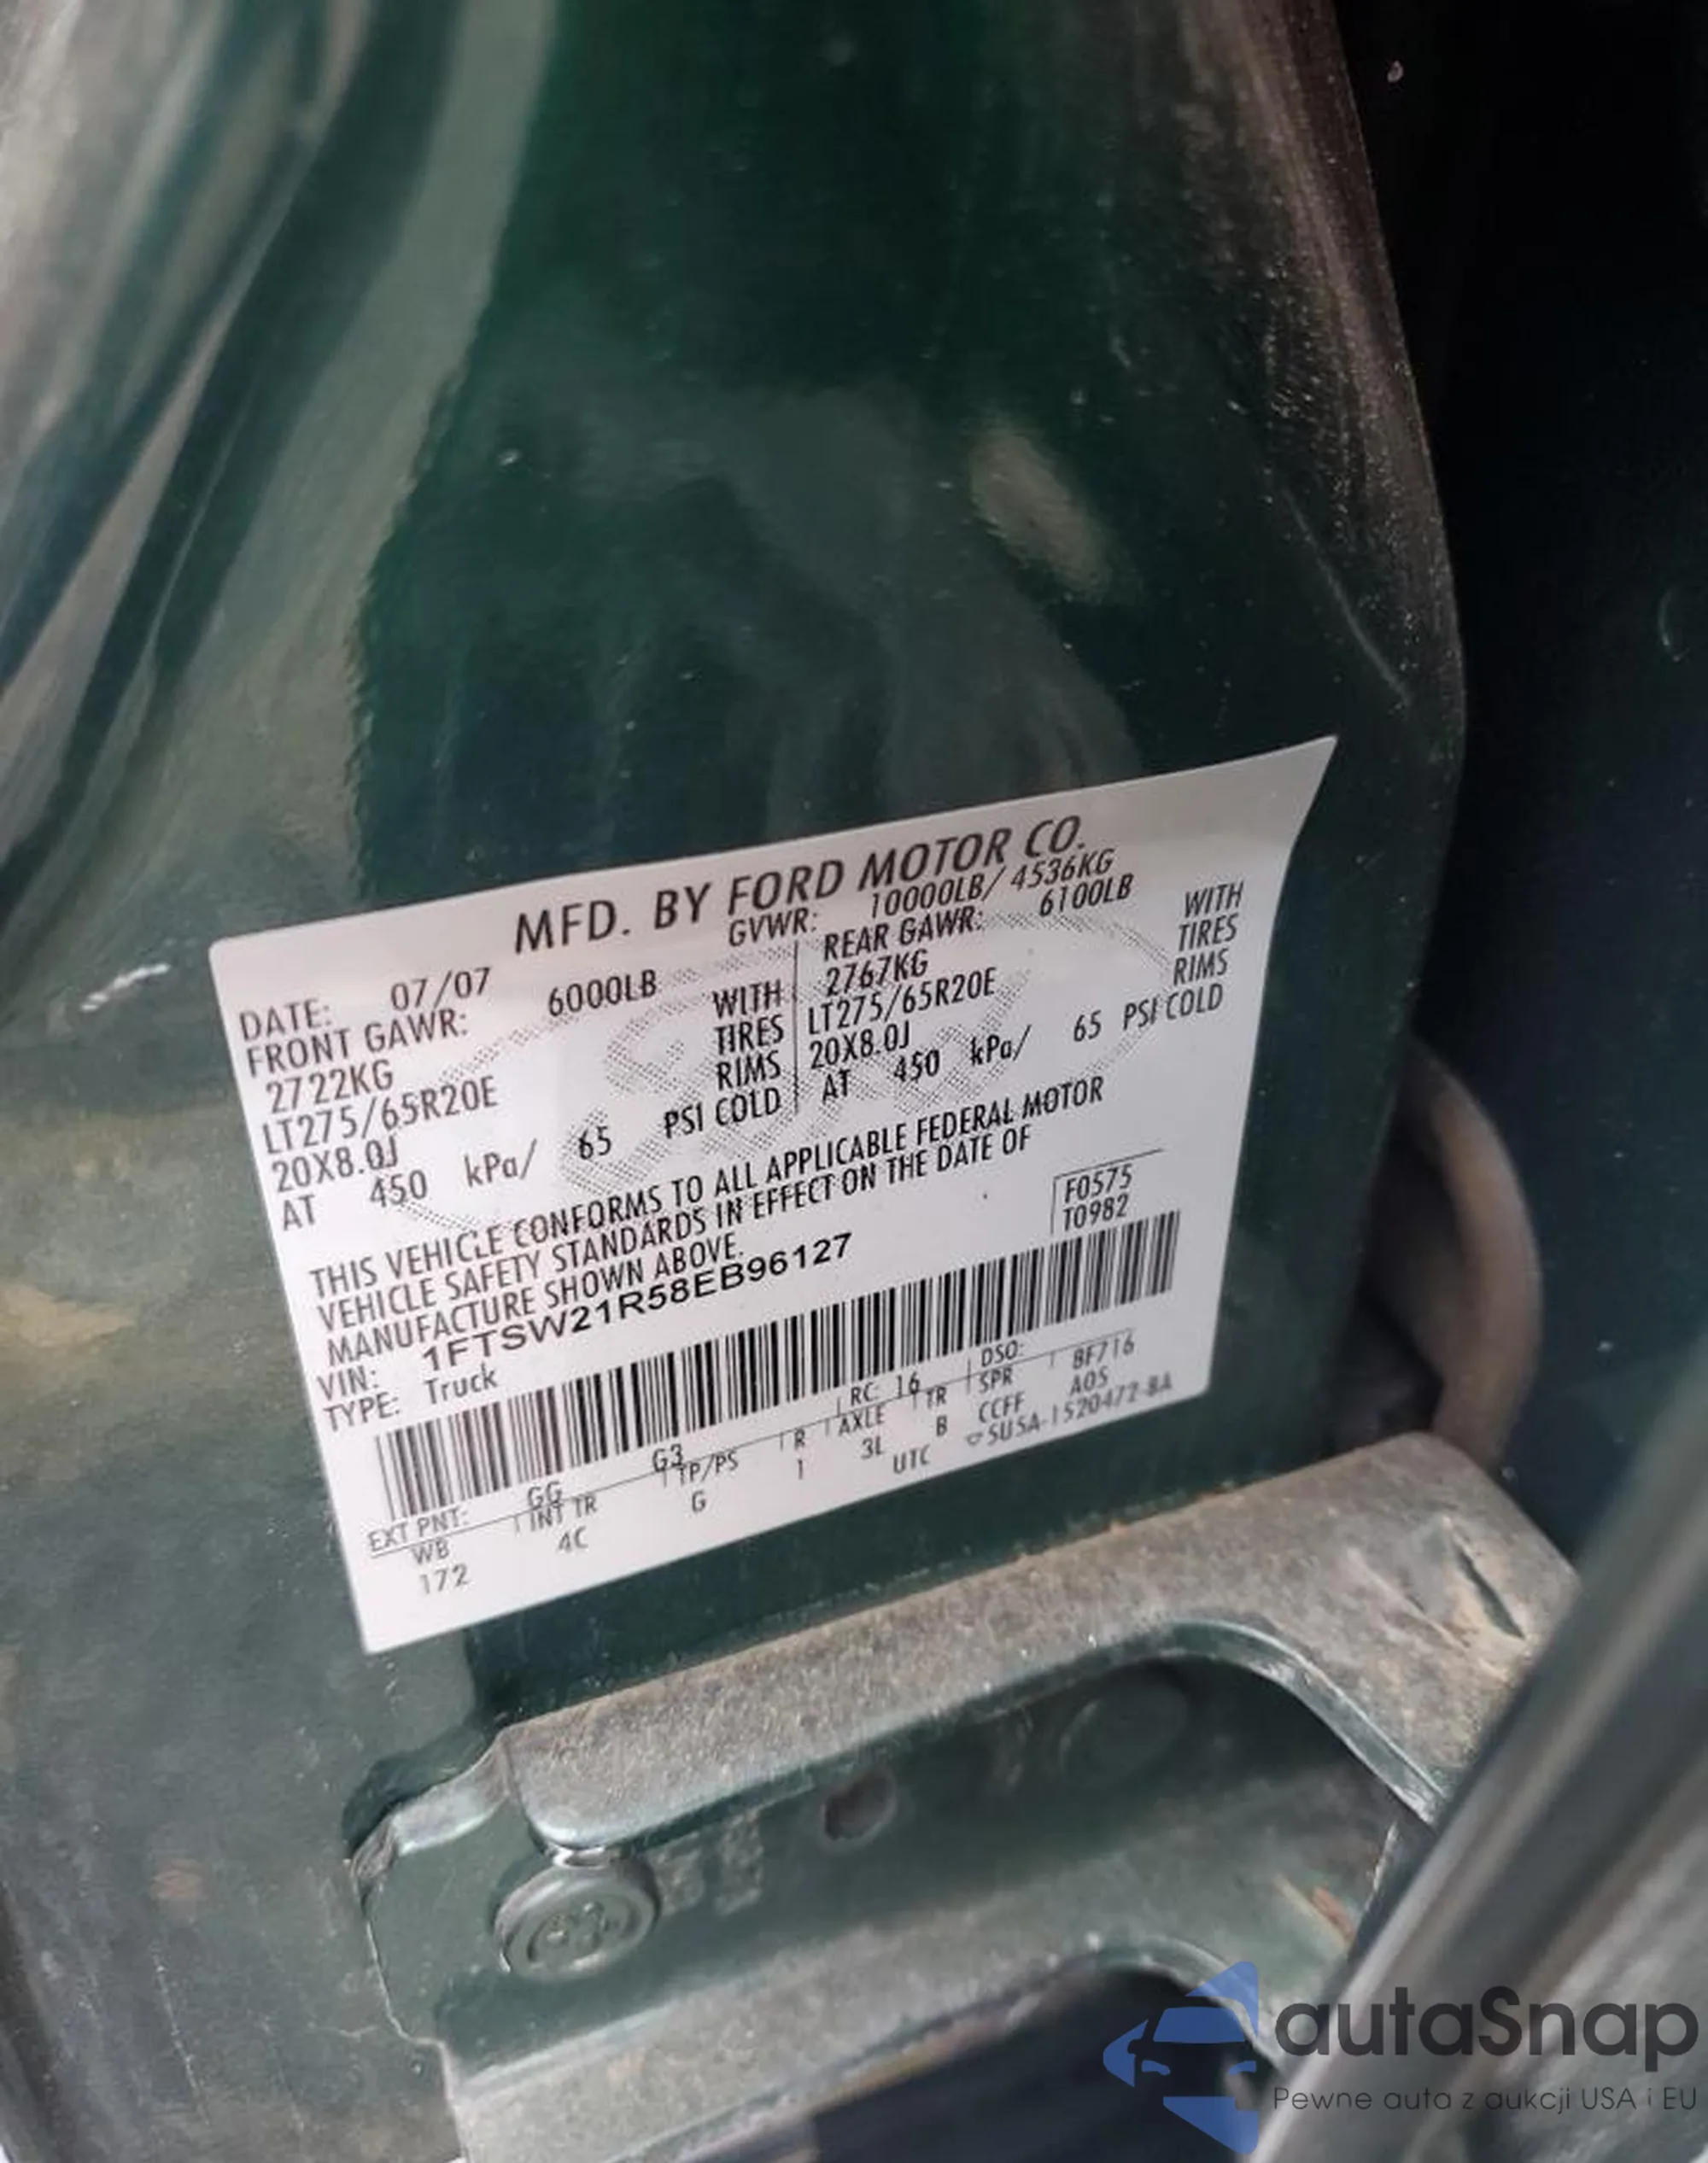 MFD. BY FORD MOTOR CO.
DATE: 07/07 GVWR: 10000LB/ 4536KG
FRONT GAWR: 6000LB REAR GAWR: 6100LB
2722KG WITH 2767KG WITH
LT275/65R20E TIRES LT275/65R20E TIRES
20X8.0J RIMS 20X8.0J RIMS
AT 450 kPa/ 65 PSI COLD AT 450 kPa/ 65 PSI COLD
THIS VEHICLE CONFORMS TO ALL APPLICABLE FEDERAL MOTOR
VEHICLE SAFETY STANDARDS IN EFFECT ON THE DATE OF
MANUFACTURE SHOWN ABOVE.
F0575
T0982
VIN: 1FTSW21R58EB96127
TYPE: Truck
EXT PNT: GG G3 RC: 16 DSO: 8F716
WB INT TR TP/PS R AXLE TR SPR A05
172 4C G 1 3L B CCFF
UTC 5U5A-1520472-BA
autaSnap
Pewne auta z aukcji USA i EU